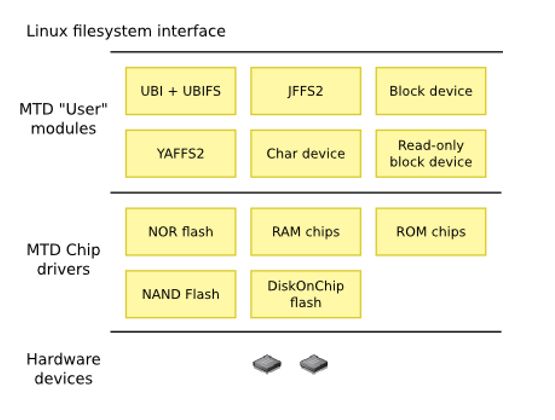 Linux filesystem interface
MTD "User"
modules
UBI + UBIFS
JFFS2
Block device
YAFFS2
Char device
Read-only
block device
MTD Chip
drivers
NOR flash
RAM chips
ROM chips
NAND Flash
DiskOnChip
flash
Hardware
devices